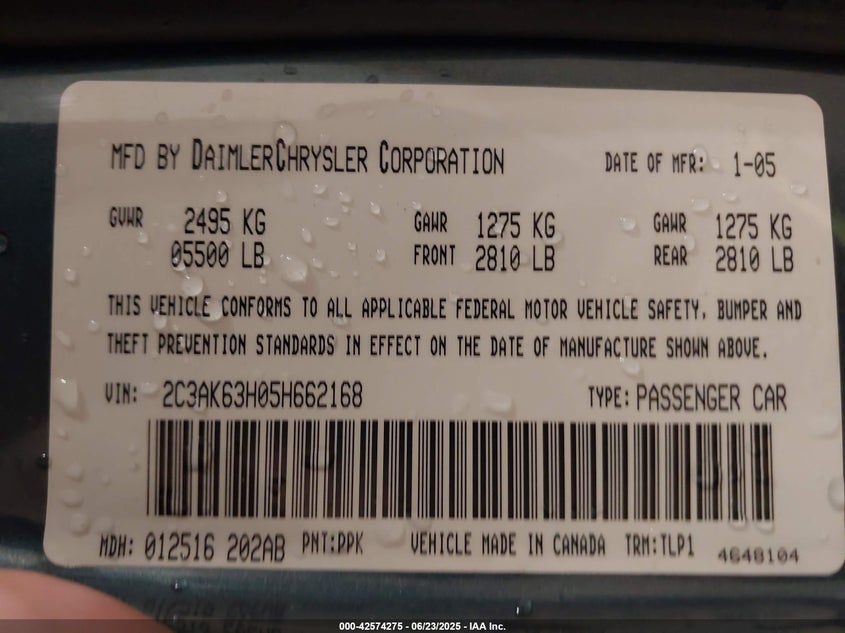 MFD BY DAIMLERCHRYSLER CORPORATION DATE OF MFR: 1-05
GVWR 2495 KG GAWR 1275 KG GAWR 1275 KG
05500 LB FRONT 2810 LB REAR 2810 LB
THIS VEHICLE CONFORMS TO ALL APPLICABLE FEDERAL MOTOR VEHICLE SAFETY, BUMPER AND
THEFT PREVENTION STANDARDS IN EFFECT ON THE DATE OF MANUFACTURE SHOWN ABOVE.
VIN: 2C3AK63H05H662168 TYPE: PASSENGER CAR
MDH: 012516 202AB PNT:PPK VEHICLE MADE IN CANADA TRM:TLP1 4648104
000-42574275 - 06/23/2025 - IAA Inc.